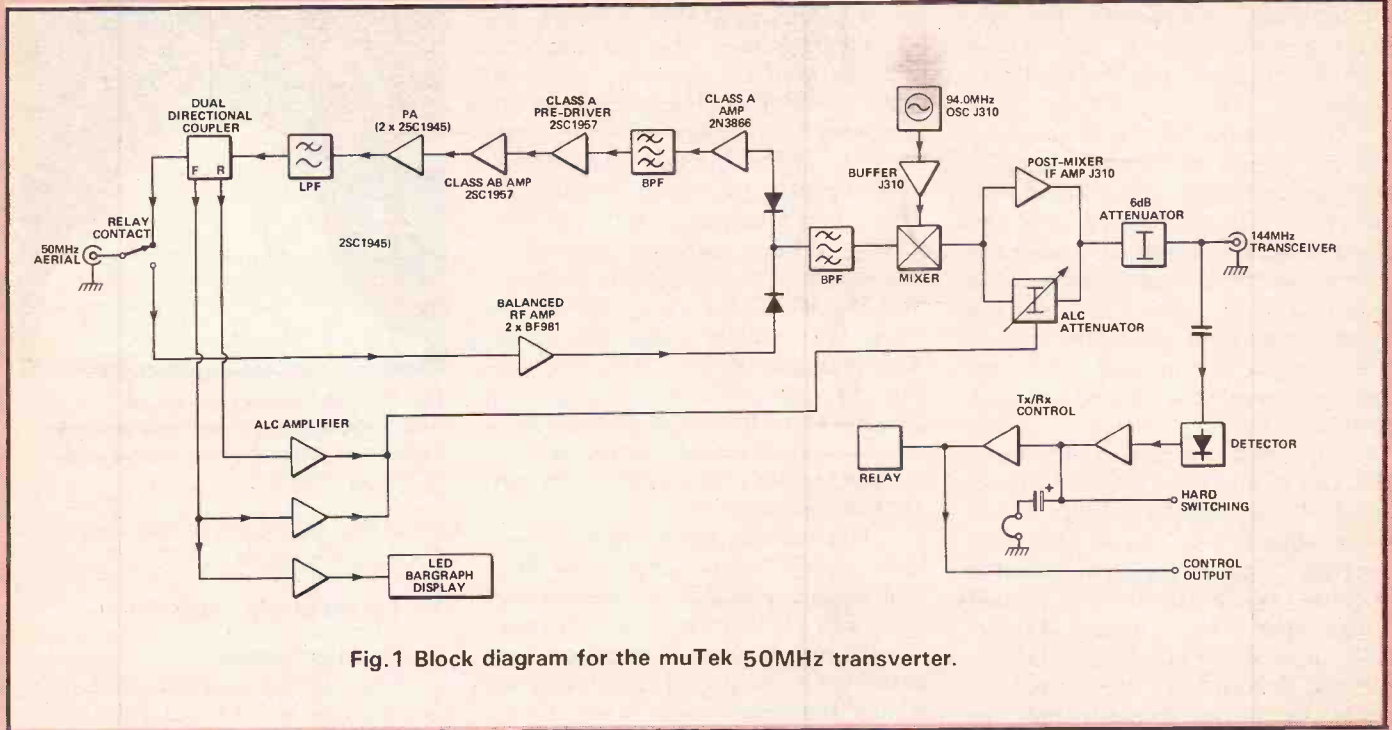 DUAL
DIRECTIONAL
COUPLER
F R
LPF
PA
(2 x 25C1945)
CLASS AB AMP
2SC1957
CLASS A
PRE-DRIVER
2SC1957
BPF
CLASS A
AMP
2N3866
94.0MHz
OSC J310
BUFFER
J310
POST-MIXER
IF AMP J310
6dB
ATTENUATOR
144MHz
TRANSCEIVER
RELAY
CONTACT
50MHz
AERIAL
2SC1945)
BPF
MIXER
ALC
ATTENUATOR
BALANCED
RF AMP
2 x BF981
ALC AMPLIFIER
Tx/Rx
CONTROL
DETECTOR
RELAY
+
HARD
SWITCHING
CONTROL
OUTPUT
LED
BARGRAPH
DISPLAY
Fig.1 Block diagram for the muTek 50MHz transverter.